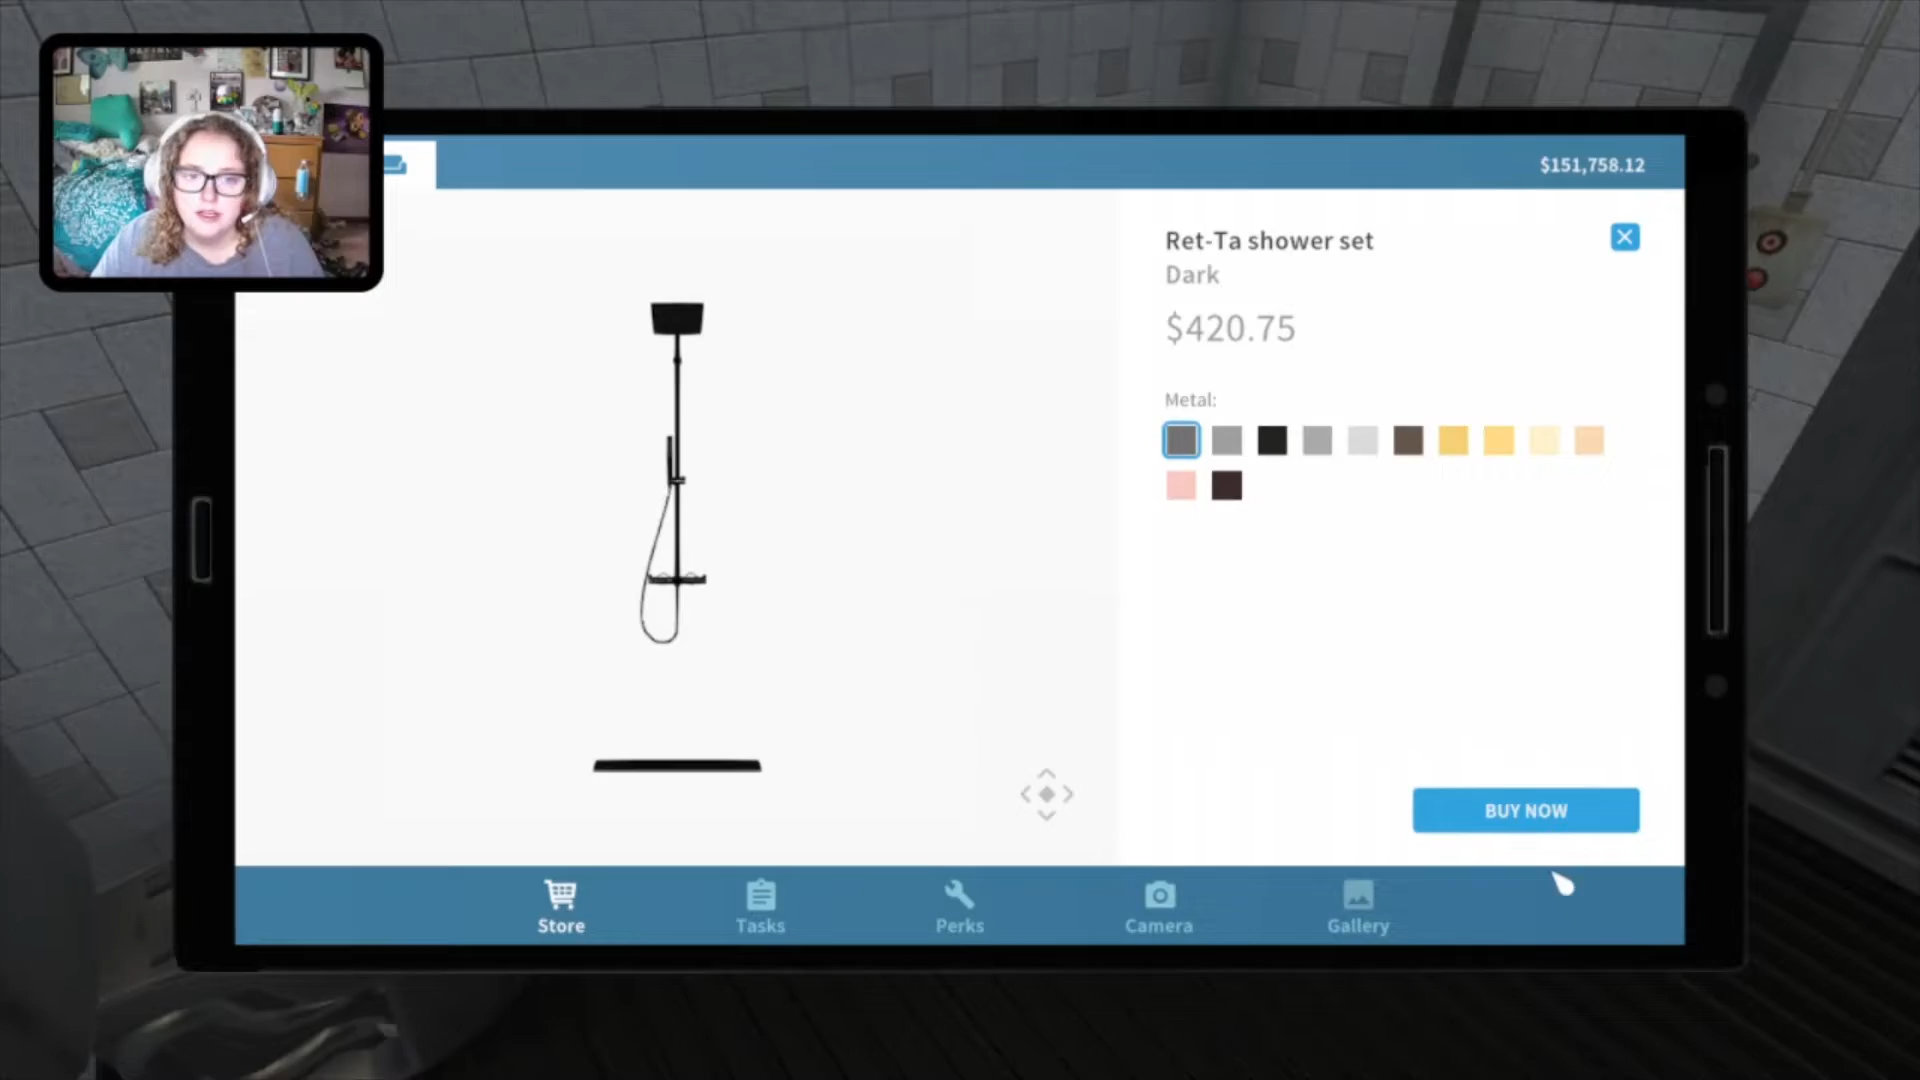 $151,758.12
Ret-Ta shower set
Dark
$420.75
Metal:
BUY NOW
Store
Tasks
Perks
Camera
Gallery